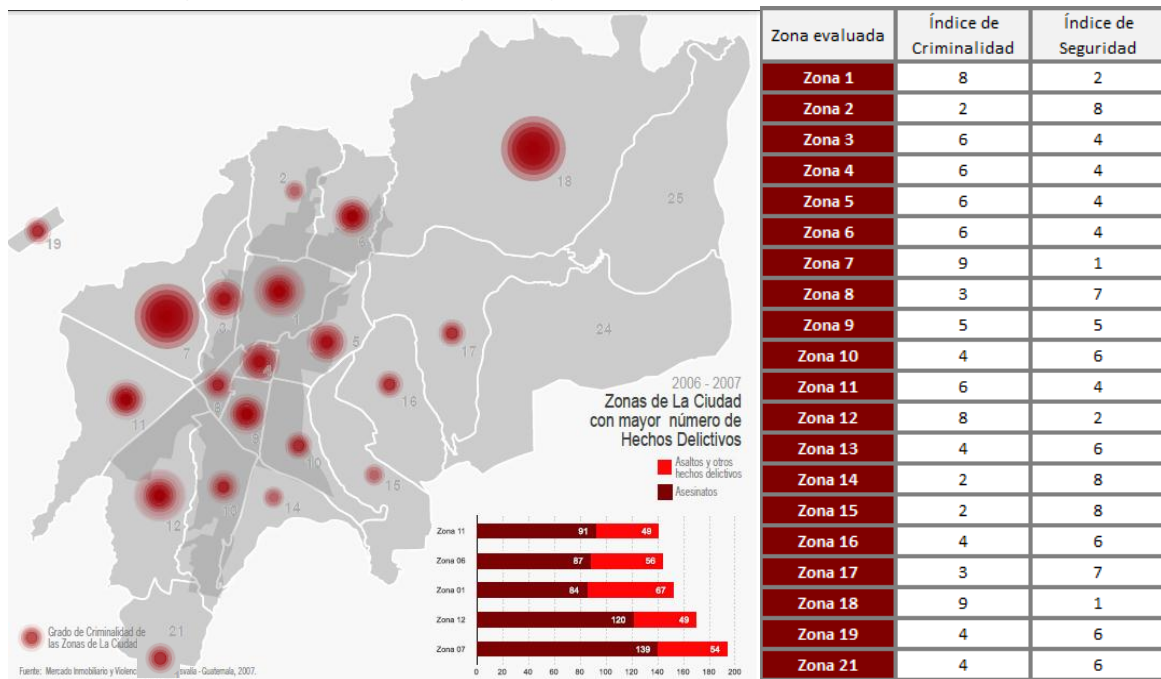 2
18
25
6
19
1
3
7
5
24
17
4
8
16
11
9
10
15
13
14
12
21
2006 - 2007
Zonas de La Ciudad
con mayor número de
Hechos Delictivos
Asaltos y otros
hechos delictivos
Asesinatos
Zona 11 91 49
Zona 06 87 56
Zona 01 84 67
Zona 12 120 49
Zona 07 139 54
0 20 40 60 80 100 120 140 160 180 200
Grado de Criminalidad de
las Zonas de La Ciudad
Fuente: Mercado Inmobiliario y Violenc - Guatemala, 2007.
Zona evaluada Índice de Criminalidad Índice de Seguridad
Zona 1 8 2
Zona 2 2 8
Zona 3 6 4
Zona 4 6 4
Zona 5 6 4
Zona 6 6 4
Zona 7 9 1
Zona 8 3 7
Zona 9 5 5
Zona 10 4 6
Zona 11 6 4
Zona 12 8 2
Zona 13 4 6
Zona 14 2 8
Zona 15 2 8
Zona 16 4 6
Zona 17 3 7
Zona 18 9 1
Zona 19 4 6
Zona 21 4 6